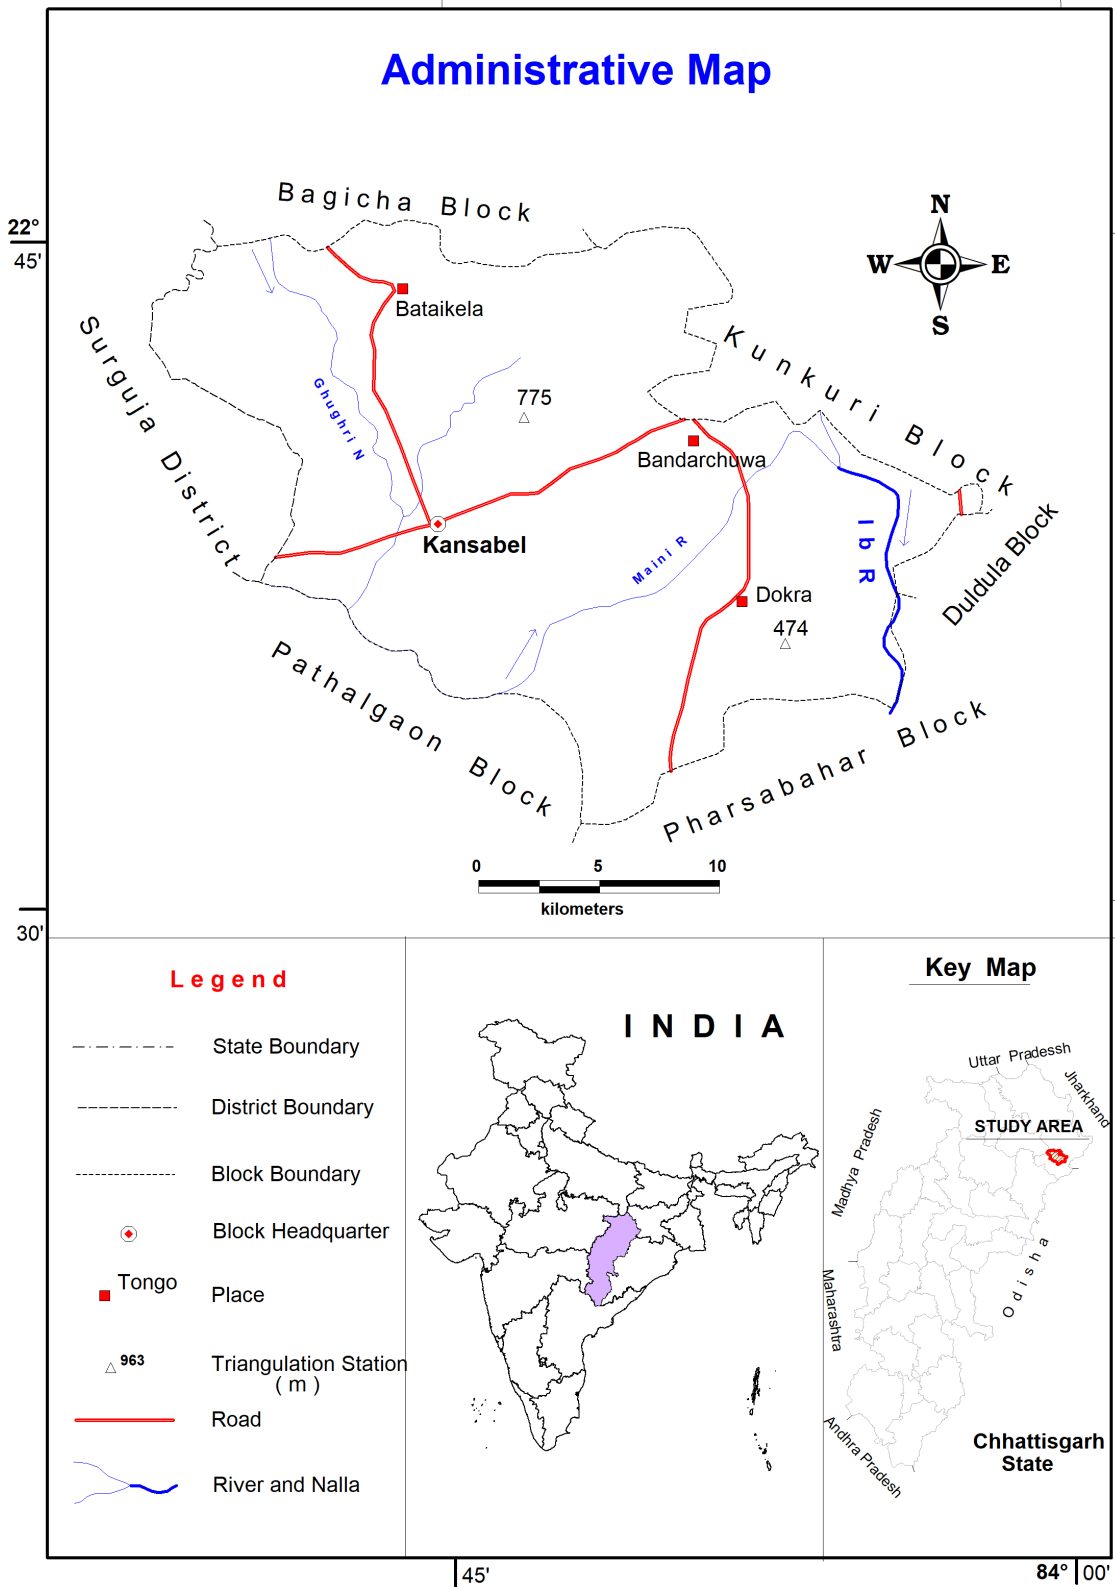 Administrative Map
Bagicha Block
22°
45'
N
W E
S
Bataikela
Surguja District
Kunkuri Block
Ghughri N
775
Bandarchuwa
Kansabel
Ib R
Maini R
Duldula Block
Dokra
474
Pathalgaon Block
Pharsabahar Block
0 5 10
kilometers
30'
Legend
State Boundary
District Boundary
Block Boundary
Block Headquarter
Tongo
Place
963
Triangulation Station
( m )
Road
River and Nalla
INDIA
Key Map
Uttar Pradessh
Jharkhand
STUDY AREA
Madhya Pradesh
Odisha
Maharashtra
Andhra Pradesh
Chhattisgarh
State
45'
84° 00'